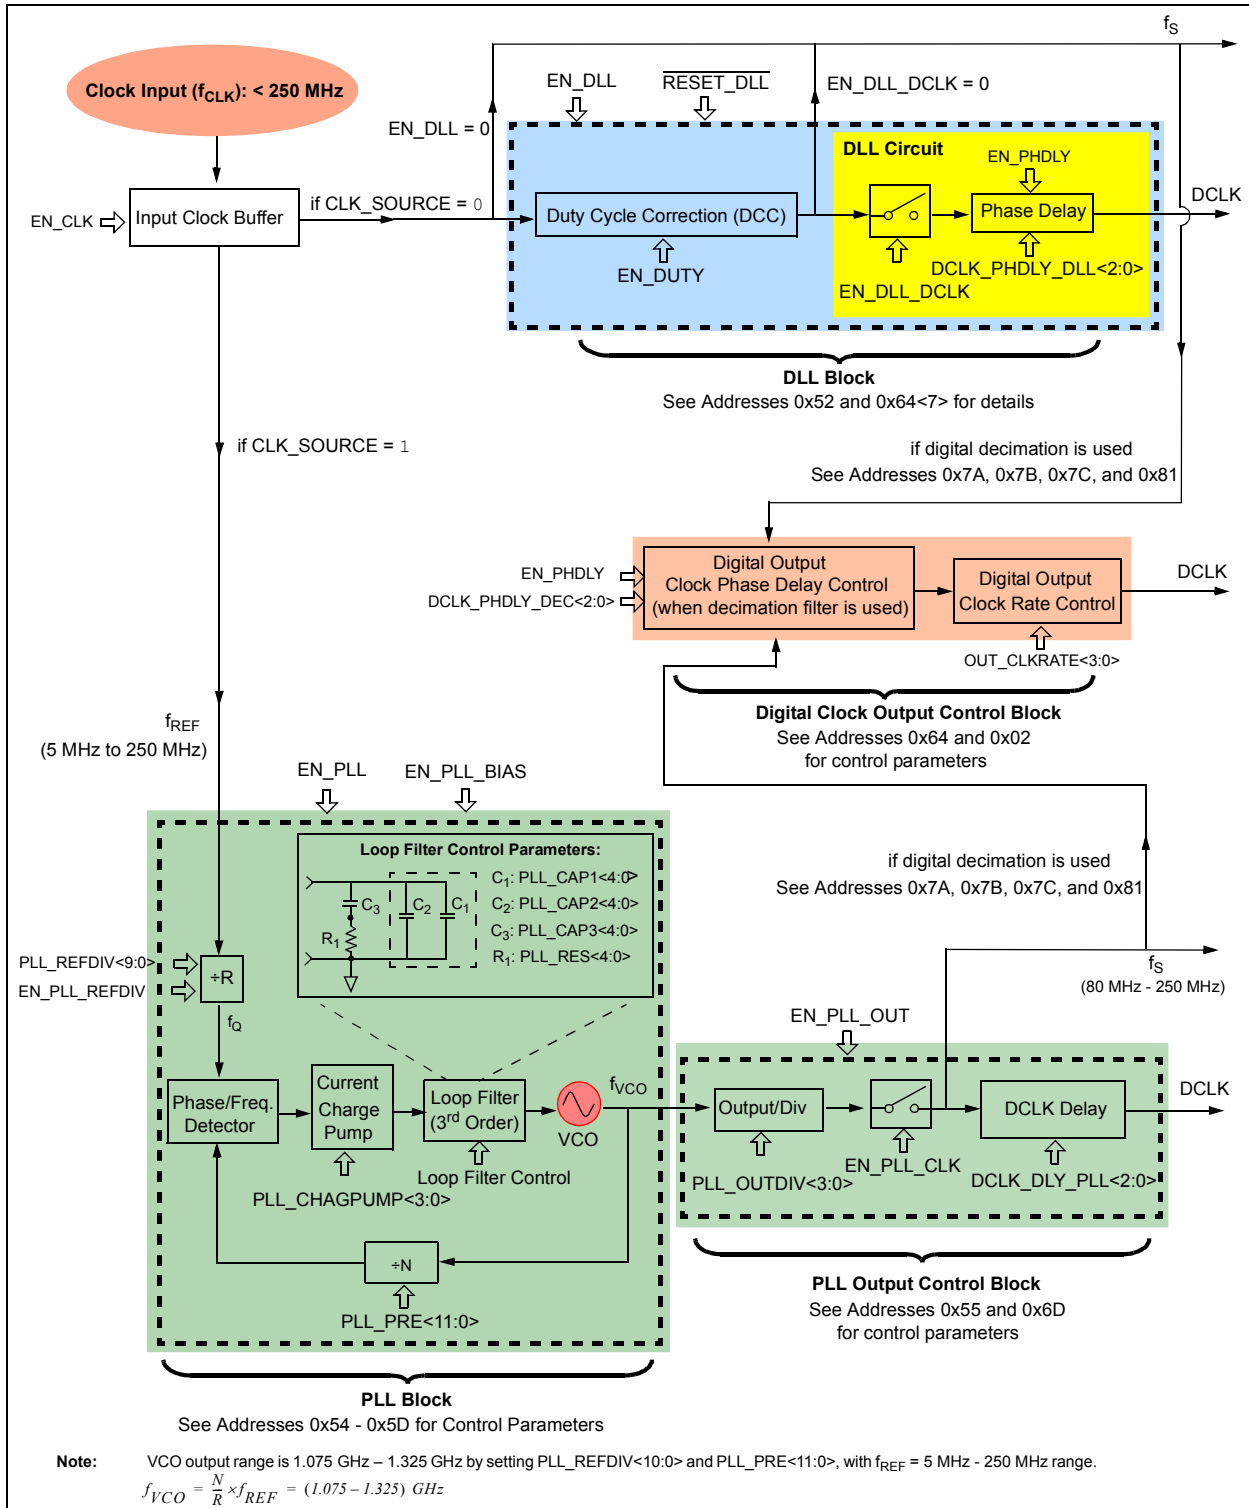 f_S
Clock Input (f_CLK): < 250 MHz
EN_DLL
RESET_DLL
EN_DLL_DCLK = 0
EN_DLL = 0
DLL Circuit
EN_PHDLY
DCLK
EN_CLK
Input Clock Buffer
if CLK_SOURCE = 0
Duty Cycle Correction (DCC)
Phase Delay
EN_DUTY
EN_DLL_DCLK
DCLK_PHDLY_DLL<2:0>
DLL Block
See Addresses 0x52 and 0x64<7> for details
if CLK_SOURCE = 1
if digital decimation is used
See Addresses 0x7A, 0x7B, 0x7C, and 0x81
EN_PHDLY
DCLK_PHDLY_DEC<2:0>
Digital Output
Clock Phase Delay Control
(when decimation filter is used)
Digital Output
Clock Rate Control
DCLK
OUT_CLKRATE<3:0>
Digital Clock Output Control Block
See Addresses 0x64 and 0x02
for control parameters
f_REF
(5 MHz to 250 MHz)
EN_PLL
EN_PLL_BIAS
Loop Filter Control Parameters:
C3
C2
C1
R1
C1: PLL_CAP1<4:0>
C2: PLL_CAP2<4:0>
C3: PLL_CAP3<4:0>
R1: PLL_RES<4:0>
if digital decimation is used
See Addresses 0x7A, 0x7B, 0x7C, and 0x81
f_S
(80 MHz - 250 MHz)
PLL_REFDIV<9:0>
EN_PLL_REFDIV
÷R
f_Q
EN_PLL_OUT
Phase/Freq.
Detector
Current
Charge
Pump
Loop Filter
(3rd Order)
f_VCO
VCO
Output/Div
DCLK Delay
DCLK
Loop Filter Control
PLL_CHAGPUMP<3:0>
EN_PLL_CLK
PLL_OUTDIV<3:0>
DCLK_DLY_PLL<2:0>
÷N
PLL_PRE<11:0>
PLL Output Control Block
See Addresses 0x55 and 0x6D
for control parameters
PLL Block
See Addresses 0x54 - 0x5D for Control Parameters
Note: VCO output range is 1.075 GHz – 1.325 GHz by setting PLL_REFDIV<10:0> and PLL_PRE<11:0>, with f_REF = 5 MHz - 250 MHz range.
f_VCO = N/R × f_REF = (1.075 – 1.325) GHz